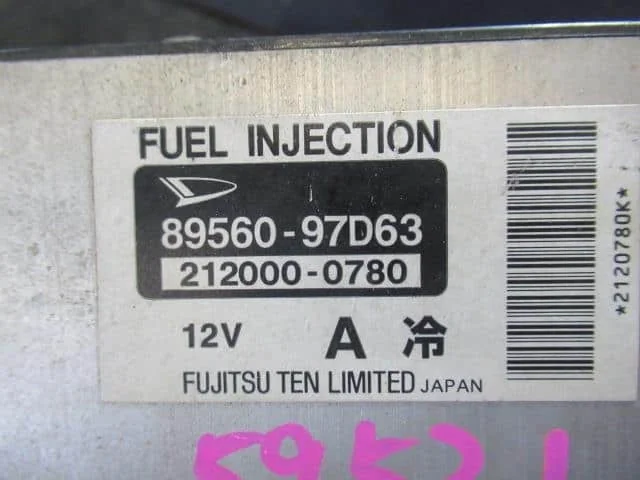 FUEL INJECTION
89560-97D63
212000-0780
12V A 冷
FUJITSU TEN LIMITED JAPAN
*2120780K*